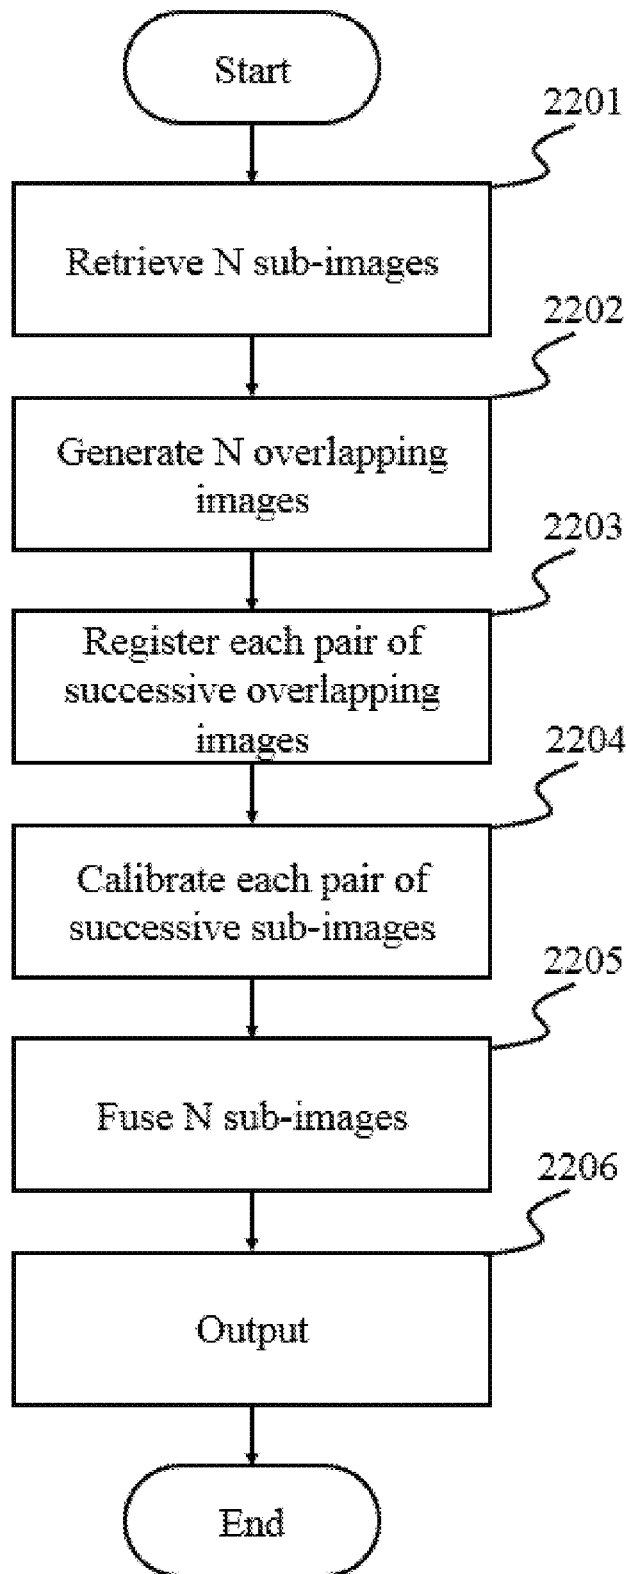 Start
2201
Retrieve N sub-images
2202
Generate N overlapping
images
2203
Register each pair of
successive overlapping
images
2204
Calibrate each pair of
successive sub-images
2205
Fuse N sub-images
2206
Output
End